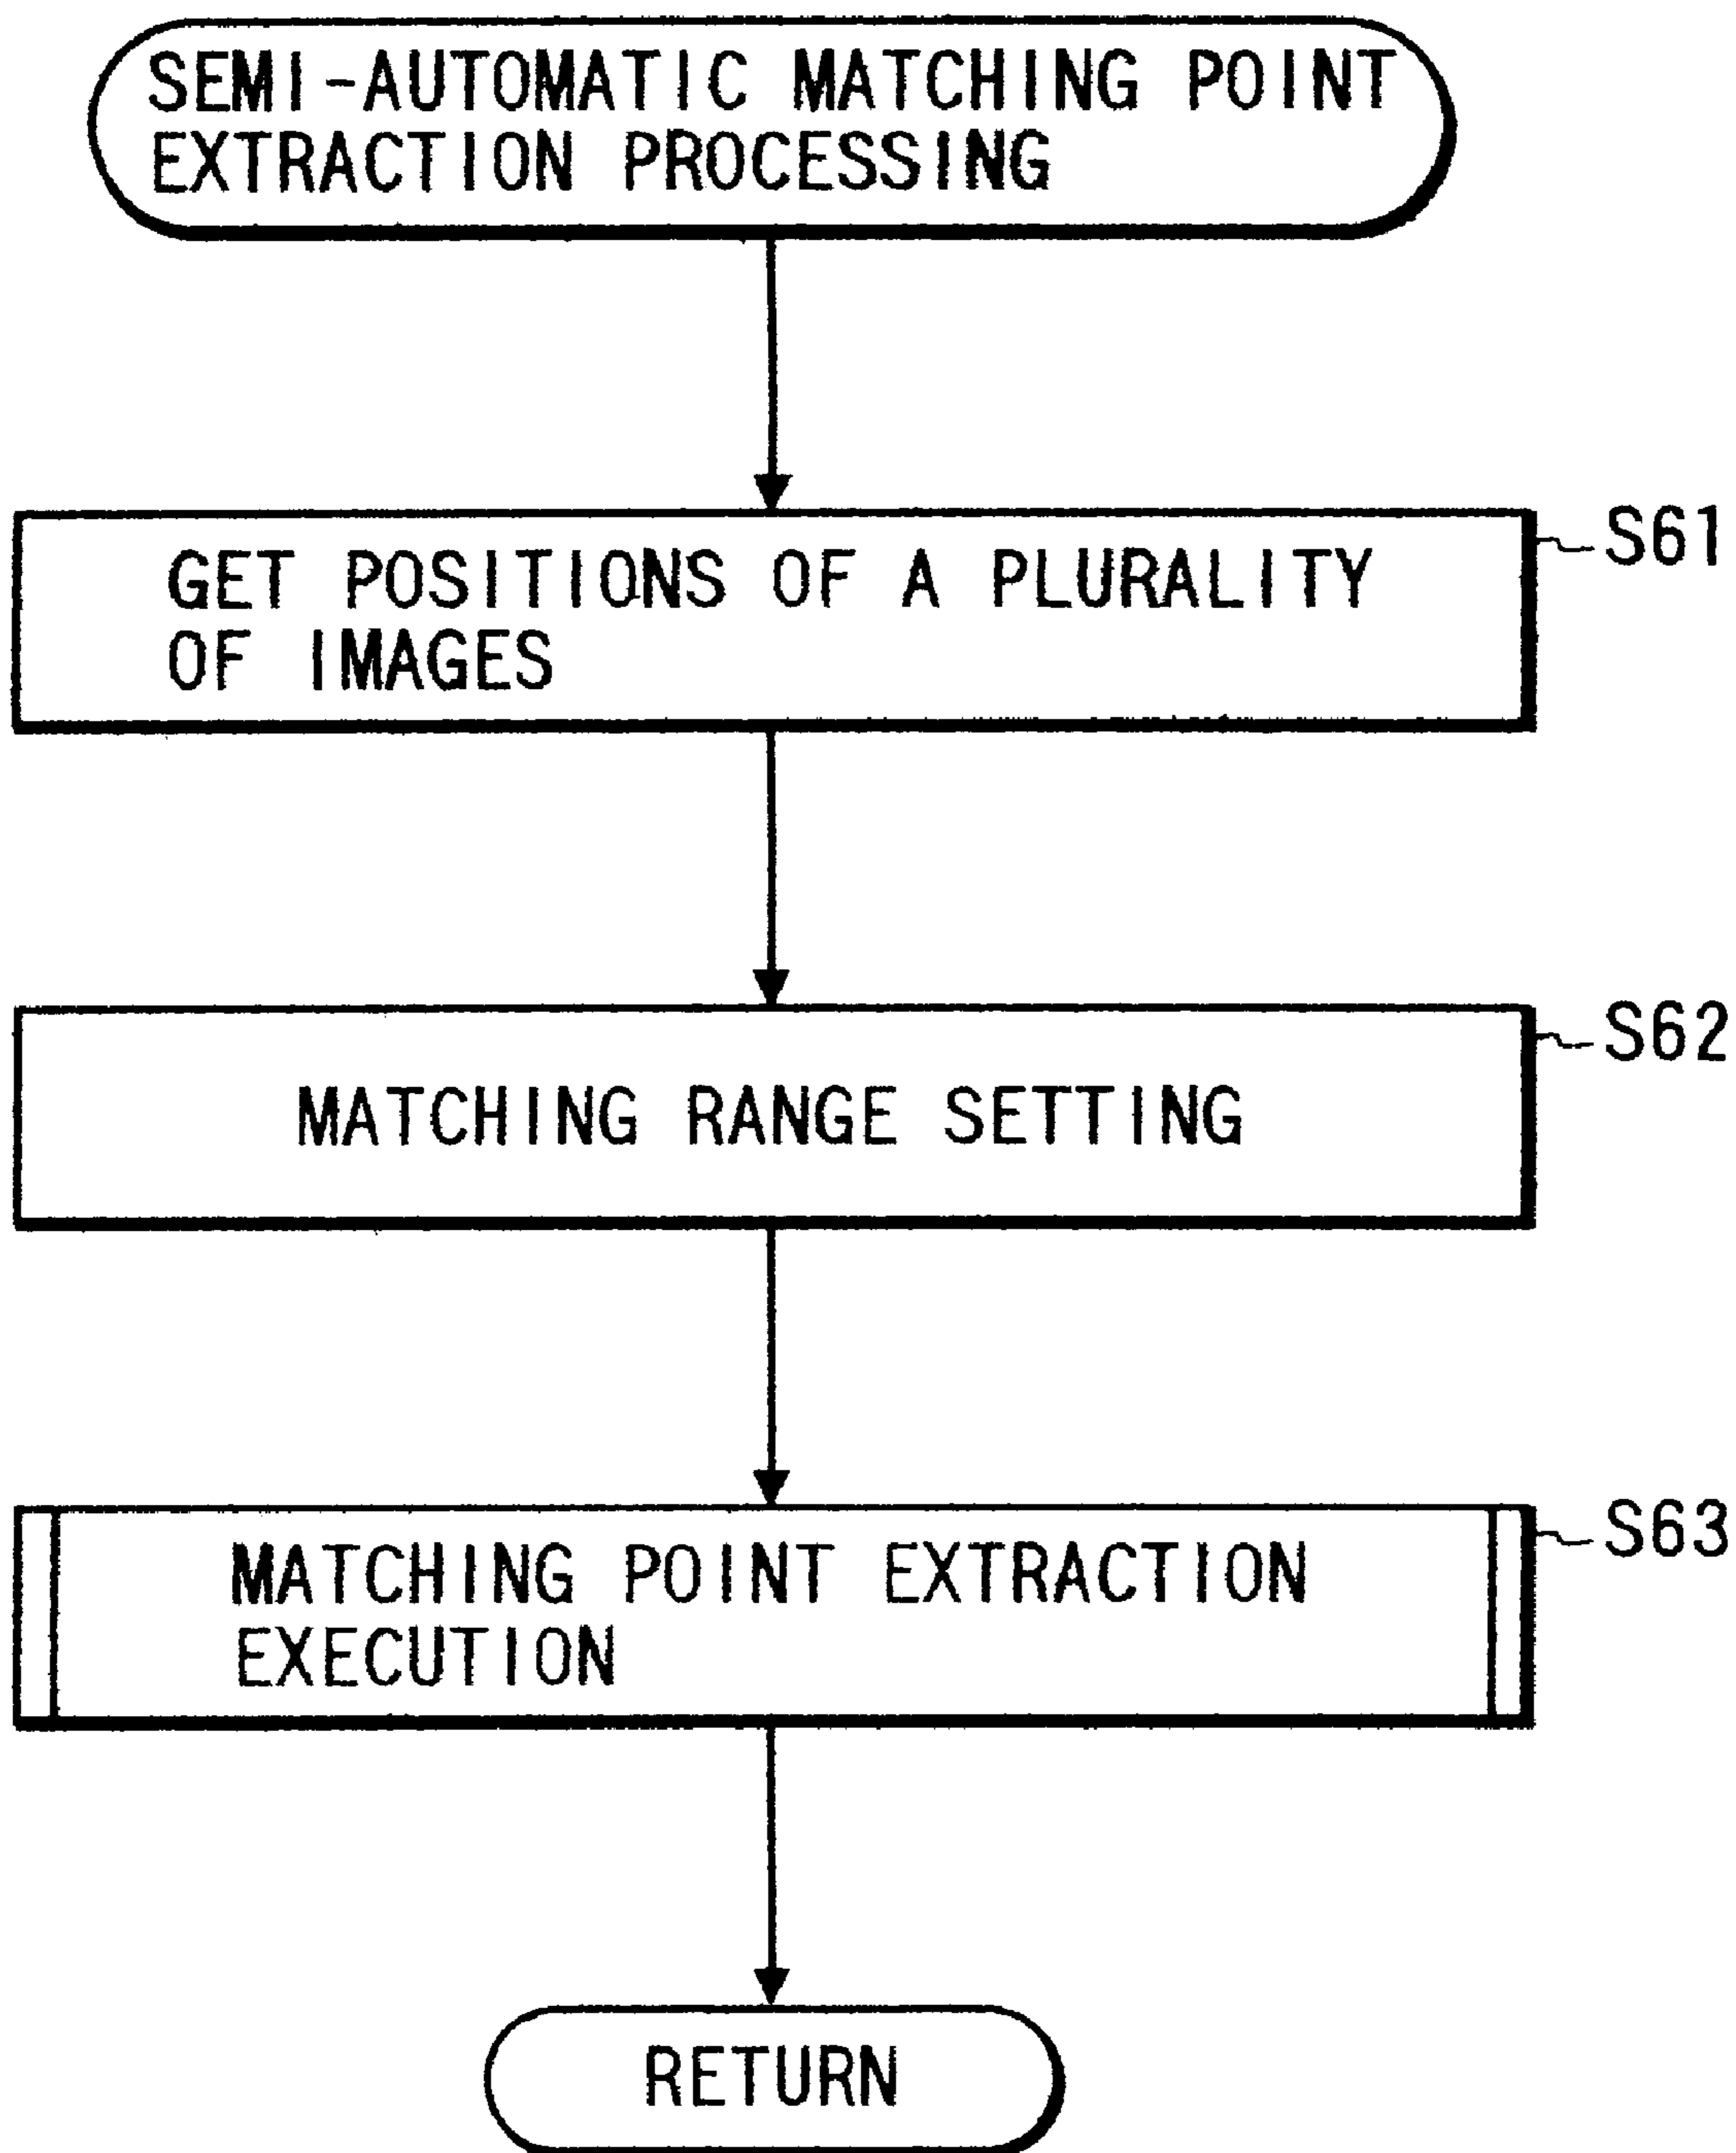 SEMI-AUTOMATIC MATCHING POINT
EXTRACTION PROCESSING
GET POSITIONS OF A PLURALITY
OF IMAGES
S61
MATCHING RANGE SETTING
S62
MATCHING POINT EXTRACTION
EXECUTION
S63
RETURN